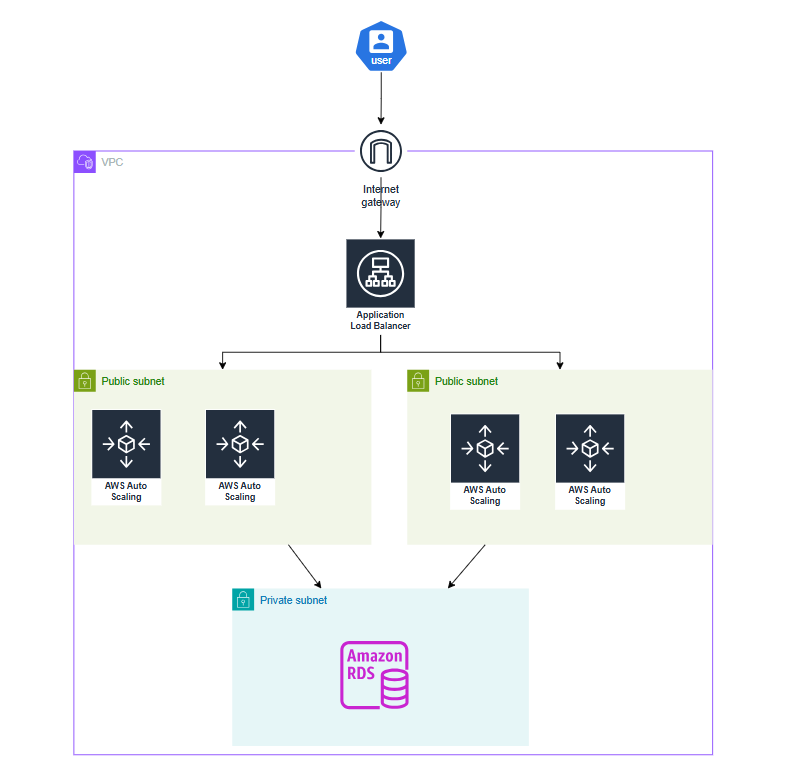 user
VPC
Internet
gateway
Application
Load Balancer
Public subnet
Public subnet
AWS Auto
Scaling
AWS Auto
Scaling
AWS Auto
Scaling
AWS Auto
Scaling
Private subnet
Amazon
RDS